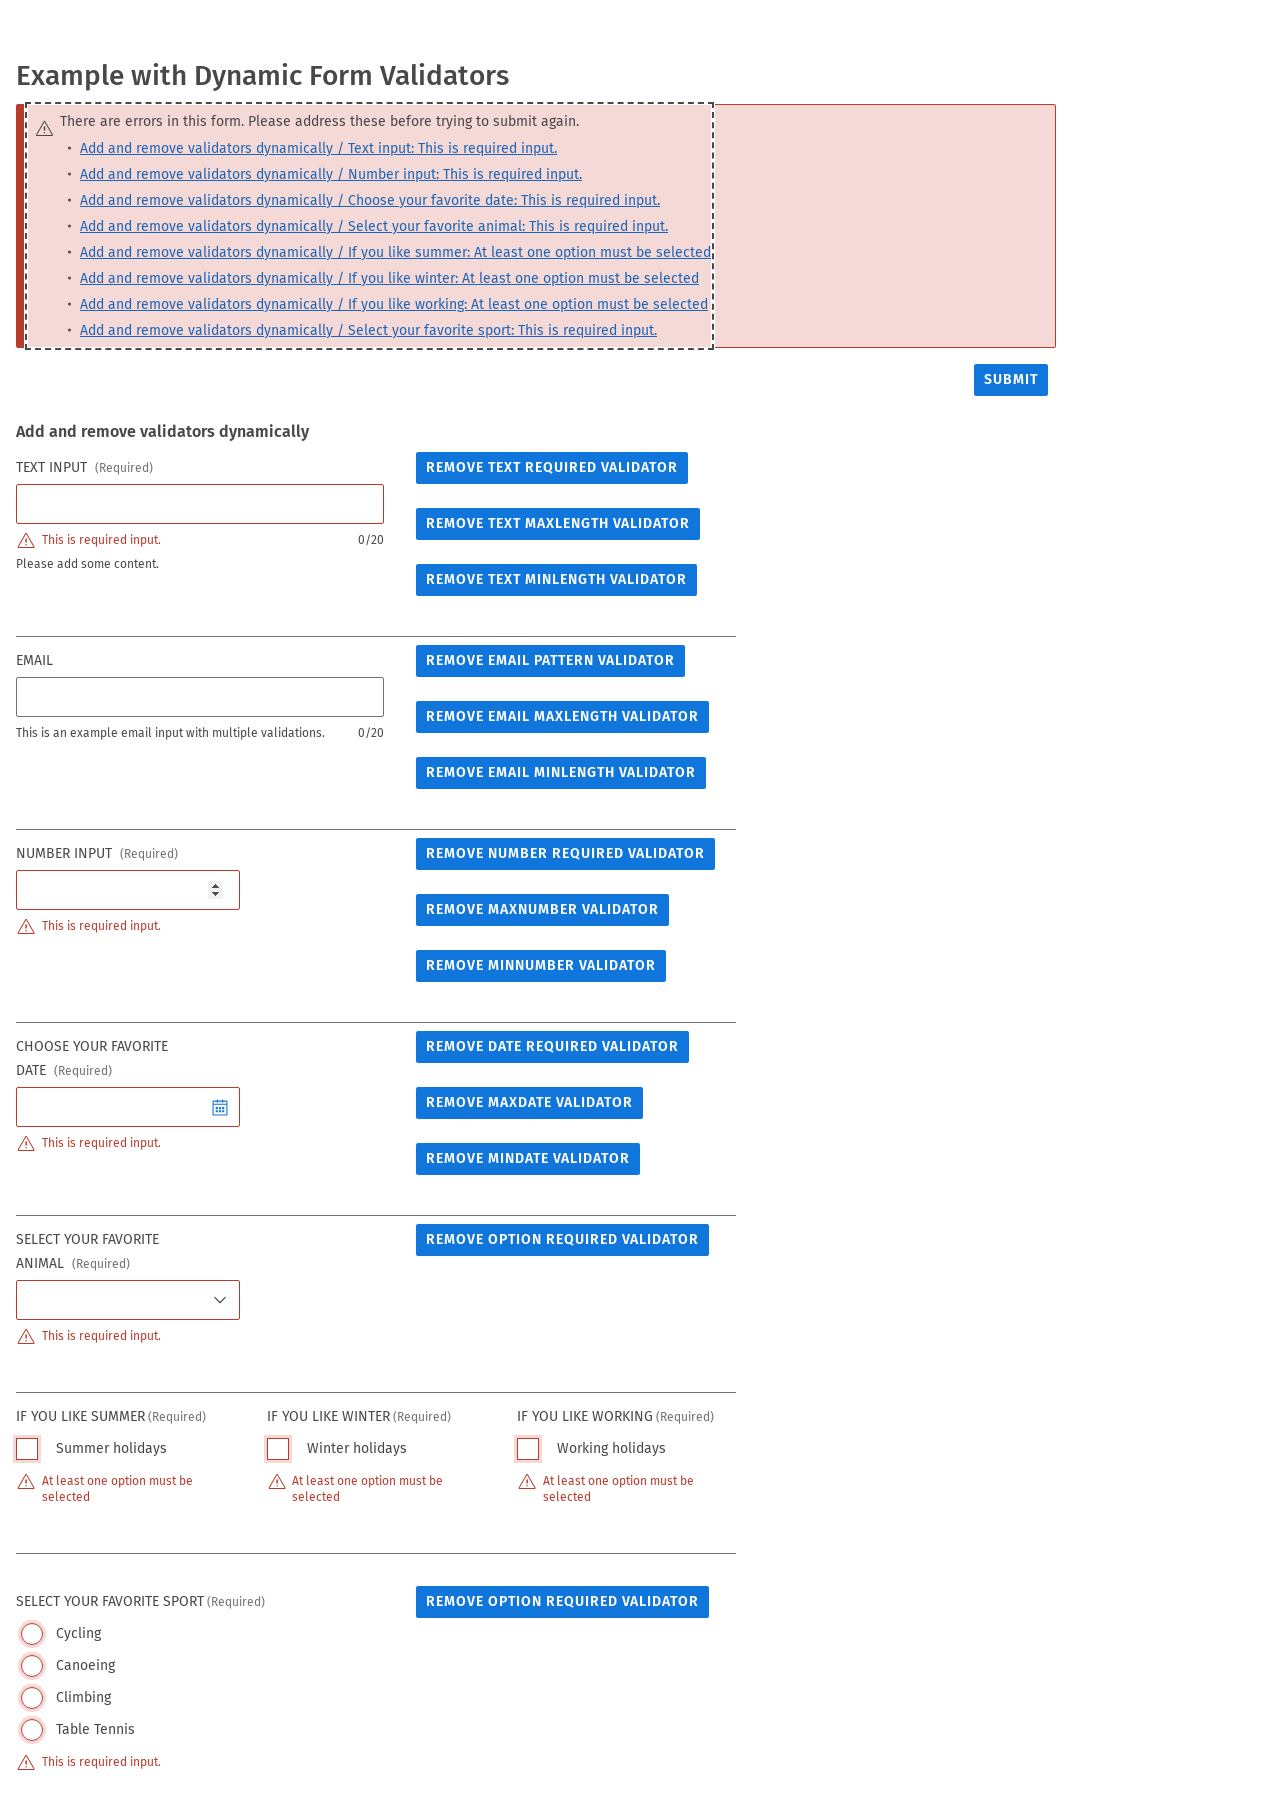 Example with Dynamic Form Validators
There are errors in this form. Please address these before trying to submit again.
• Add and remove validators dynamically / Text input: This is required input.
• Add and remove validators dynamically / Number input: This is required input.
• Add and remove validators dynamically / Choose your favorite date: This is required input.
• Add and remove validators dynamically / Select your favorite animal: This is required input.
• Add and remove validators dynamically / If you like summer: At least one option must be selected
• Add and remove validators dynamically / If you like winter: At least one option must be selected
• Add and remove validators dynamically / If you like working: At least one option must be selected
• Add and remove validators dynamically / Select your favorite sport: This is required input.
SUBMIT
Add and remove validators dynamically
TEXT INPUT (Required)
REMOVE TEXT REQUIRED VALIDATOR
REMOVE TEXT MAXLENGTH VALIDATOR
This is required input. 0/20
Please add some content.
REMOVE TEXT MINLENGTH VALIDATOR
EMAIL
REMOVE EMAIL PATTERN VALIDATOR
REMOVE EMAIL MAXLENGTH VALIDATOR
This is an example email input with multiple validations. 0/20
REMOVE EMAIL MINLENGTH VALIDATOR
NUMBER INPUT (Required)
REMOVE NUMBER REQUIRED VALIDATOR
REMOVE MAXNUMBER VALIDATOR
This is required input.
REMOVE MINNUMBER VALIDATOR
CHOOSE YOUR FAVORITE
DATE (Required)
REMOVE DATE REQUIRED VALIDATOR
REMOVE MAXDATE VALIDATOR
This is required input.
REMOVE MINDATE VALIDATOR
SELECT YOUR FAVORITE
ANIMAL (Required)
REMOVE OPTION REQUIRED VALIDATOR
This is required input.
IF YOU LIKE SUMMER (Required)
Summer holidays
At least one option must be
selected
IF YOU LIKE WINTER (Required)
Winter holidays
At least one option must be
selected
IF YOU LIKE WORKING (Required)
Working holidays
At least one option must be
selected
SELECT YOUR FAVORITE SPORT (Required)
REMOVE OPTION REQUIRED VALIDATOR
Cycling
Canoeing
Climbing
Table Tennis
This is required input.